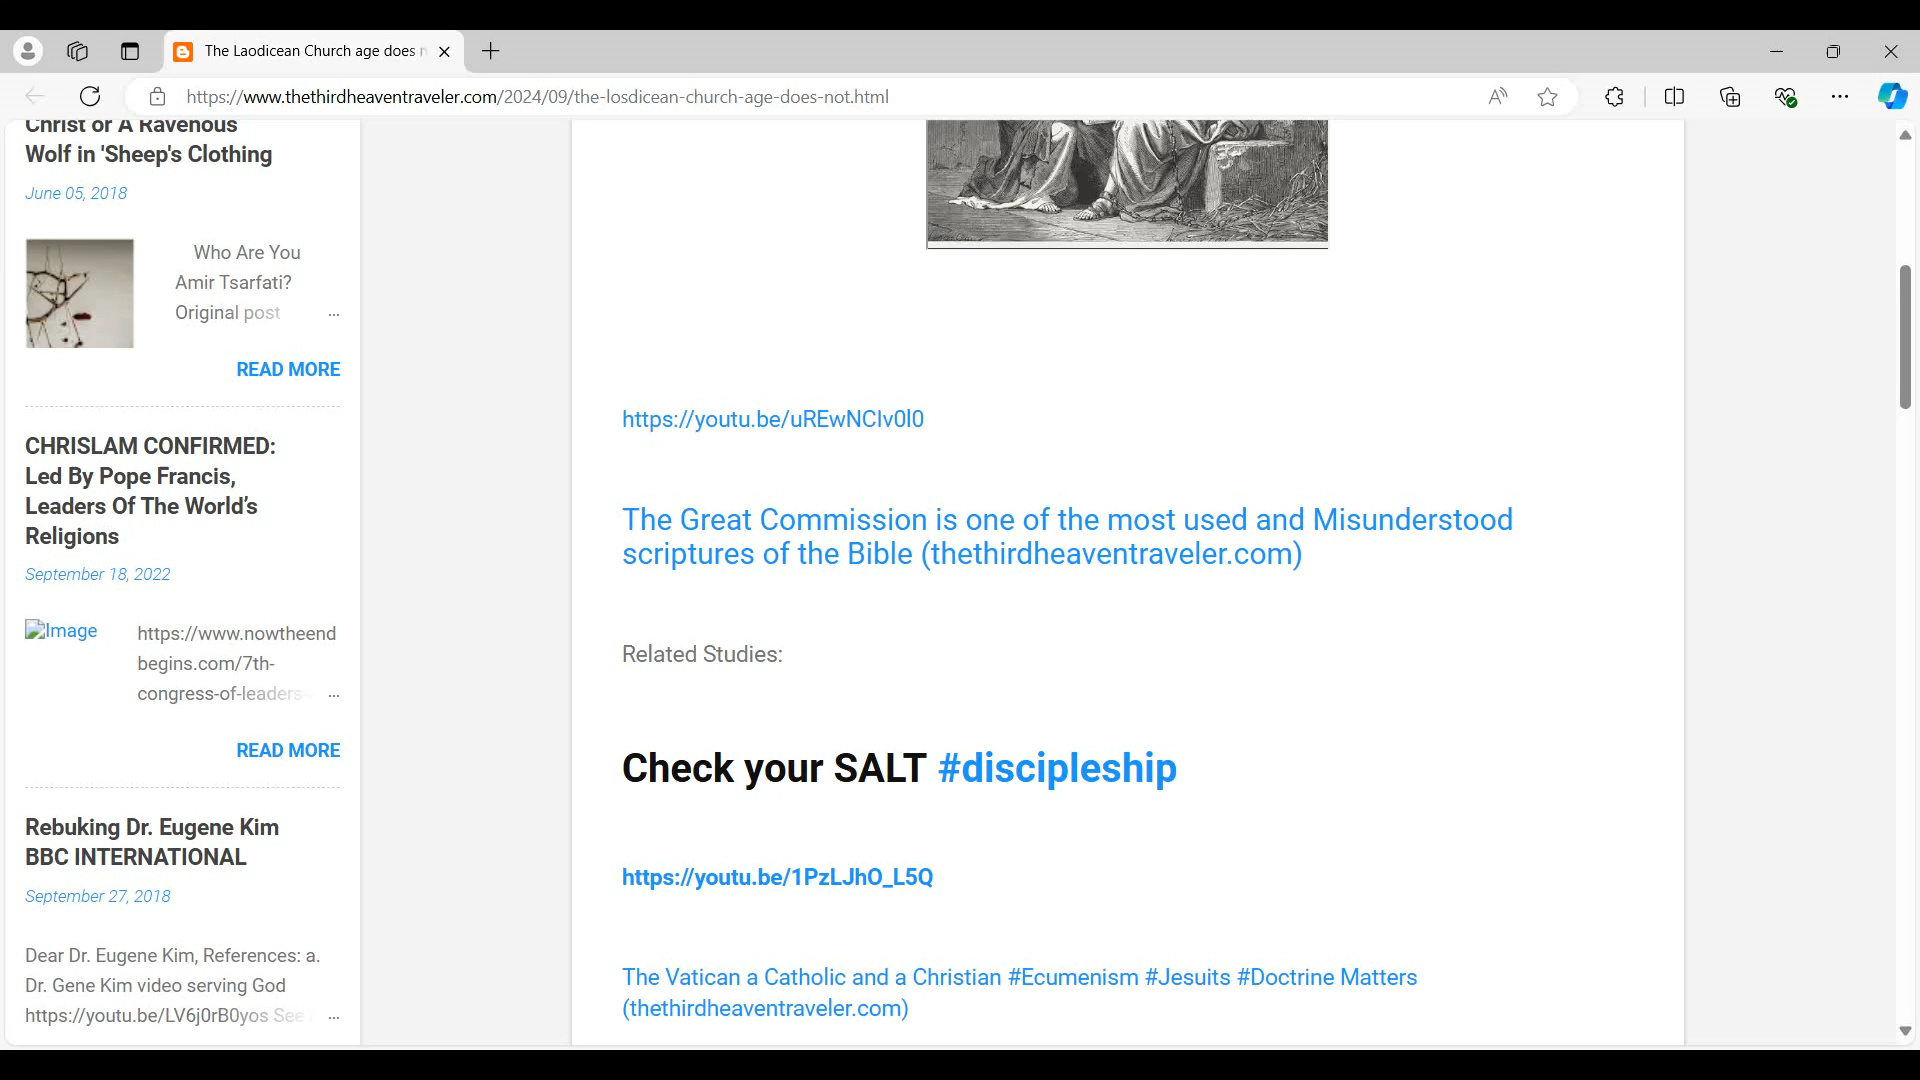 The Laodicean Church age does
https://www.thethirdheaventraveler.com/2024/09/the-losdicean-church-age-does-not.html
Christ or A Ravenous
Wolf in 'Sheep's Clothing
June 05, 2018
Who Are You
Amir Tsarfati?
Original post
...
READ MORE
CHRISLAM CONFIRMED:
Led By Pope Francis,
Leaders Of The World's
Religions
September 18, 2022
Image
https://www.nowtheend
begins.com/7th-
congress-of-leaders-
...
READ MORE
Rebuking Dr. Eugene Kim
BBC INTERNATIONAL
September 27, 2018
Dear Dr. Eugene Kim, References: a.
Dr. Gene Kim video serving God
https://youtu.be/LV6j0rB0yos See
...
https://youtu.be/uREwNCIv0l0
The Great Commission is one of the most used and Misunderstood
scriptures of the Bible (thethirdheaventraveler.com)
Related Studies:
Check your SALT #discipleship
https://youtu.be/1PzLJhO_L5Q
The Vatican a Catholic and a Christian #Ecumenism #Jesuits #Doctrine Matters
(thethirdheaventraveler.com)